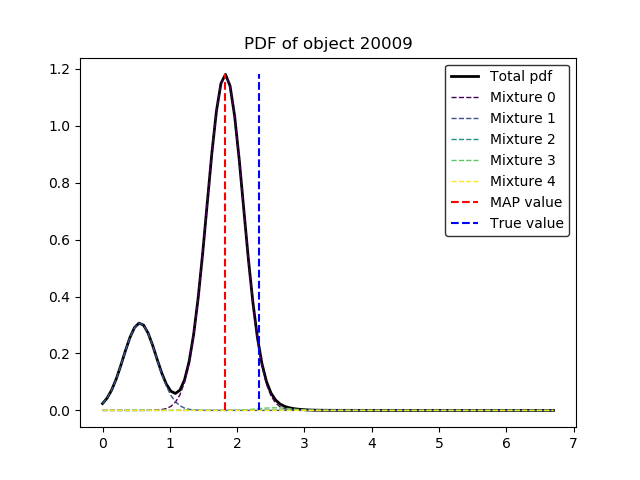 PDF of object 20009
1.2
1.0
0.8
0.6
0.4
0.2
0.0
0 1 2 3 4 5 6 7
Total pdf
Mixture 0
Mixture 1
Mixture 2
Mixture 3
Mixture 4
MAP value
True value